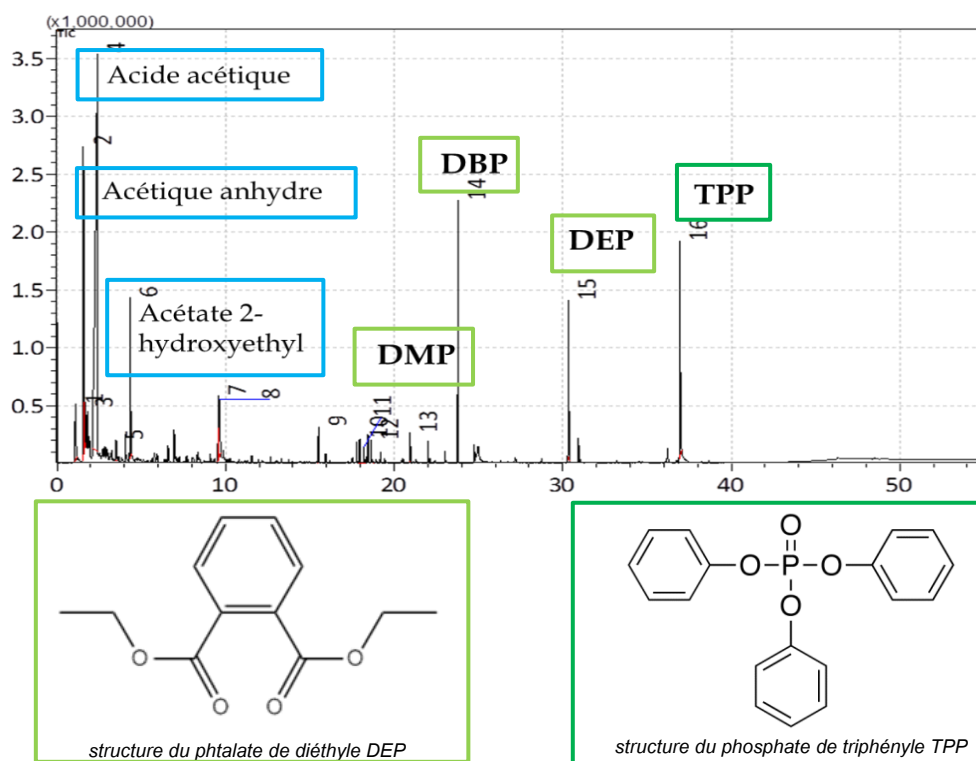 (x1,000,000)
TIC
3.5
3.0
2.5
2.0
1.5
1.0
0.5
0
10
20
30
40
50
Acide acétique
Acétique anhydre
Acétate 2-
hydroxyethyl
DMP
DBP
DEP
TPP
1
2
3
4
5
6
7
8
9
10
11
12
13
14
15
16
O
O
O
O
structure du phtalate de diéthyle DEP
O
O
P
O
O
structure du phosphate de triphényle TPP